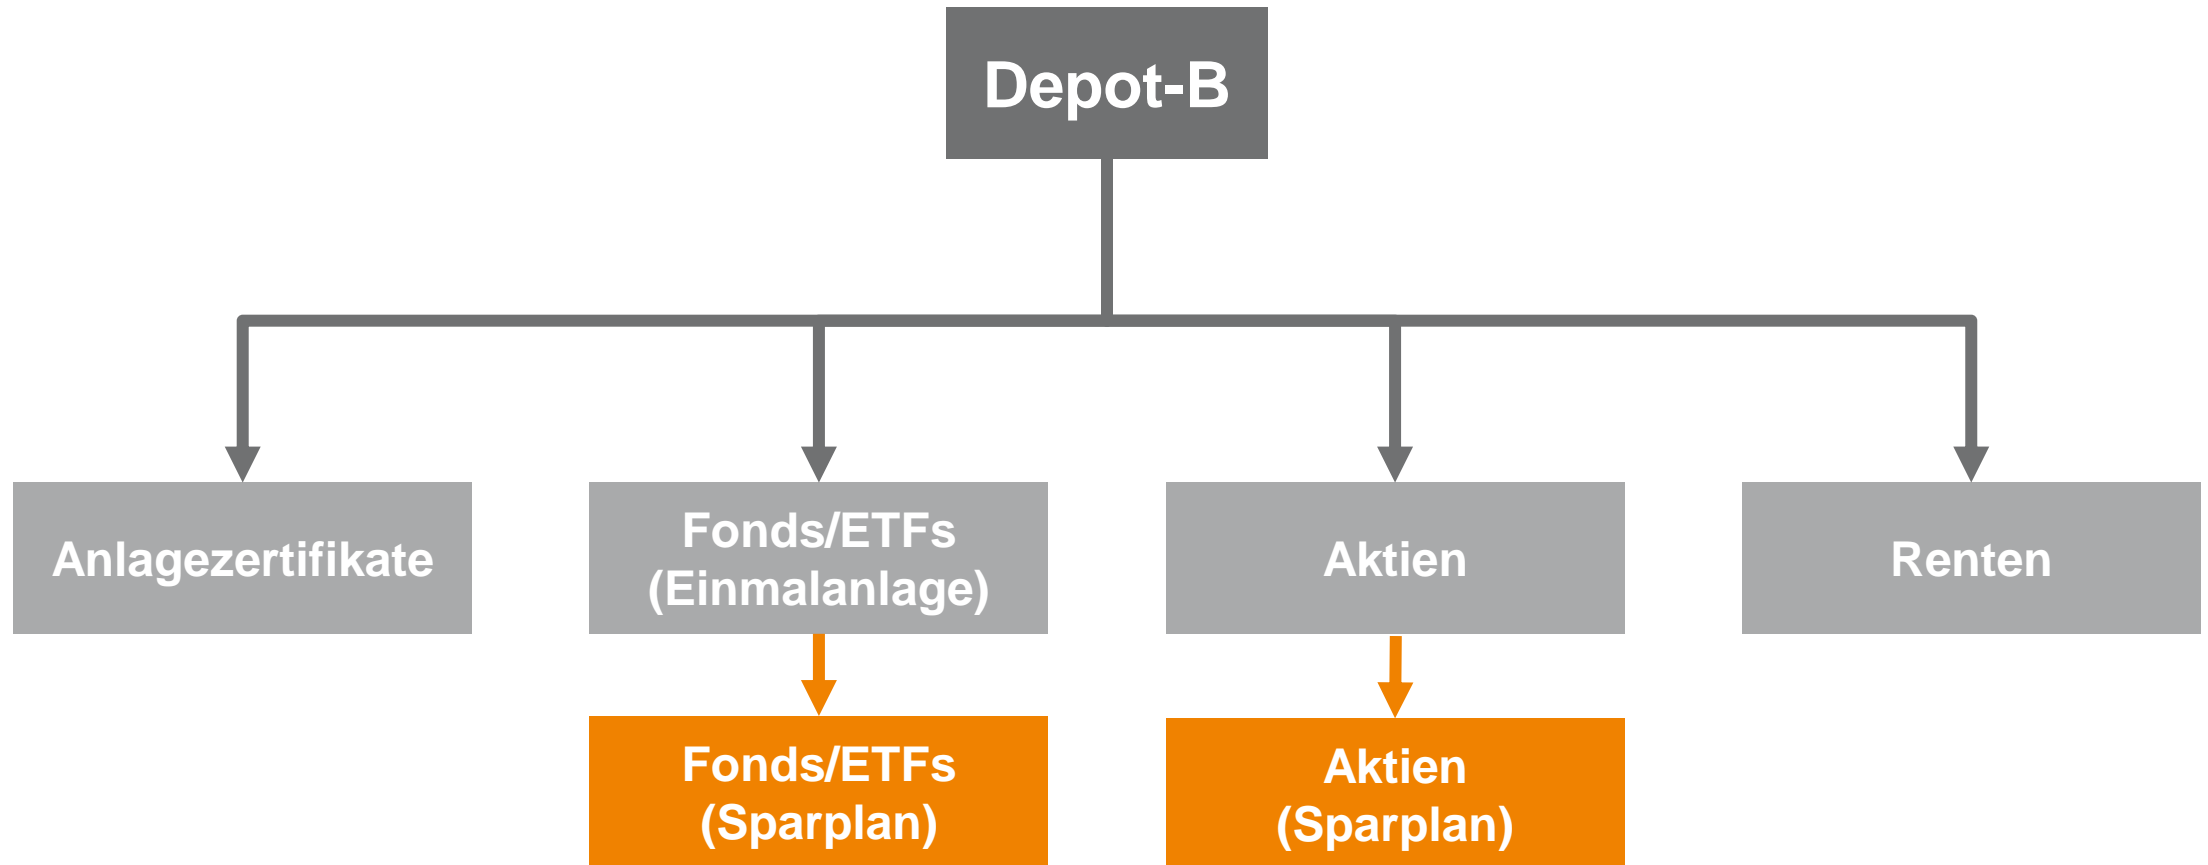 Depot-B
Anlagezertifikate
Fonds/ETFs
(Einmalanlage)
Aktien
Renten
Fonds/ETFs
(Sparplan)
Aktien
(Sparplan)